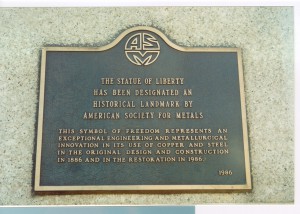 ASM
THE STATUE OF LIBERTY
HAS BEEN DESIGNATED AN
HISTORICAL LANDMARK BY
AMERICAN SOCIETY FOR METALS
THIS SYMBOL OF FREEDOM REPRESENTS AN
EXCEPTIONAL ENGINEERING AND METALLURGICAL
INNOVATION IN ITS USE OF COPPER AND STEEL
IN THE ORIGINAL DESIGN AND CONSTRUCTION
IN 1886 AND IN THE RESTORATION IN 1986.
1986